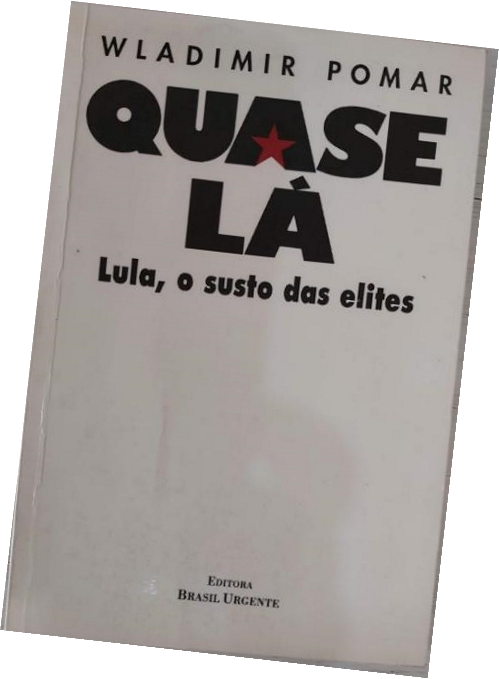 WLADIMIR POMAR
QUASE
LÁ
Lula, o susto das elites
EDITORA
BRASIL URGENTE